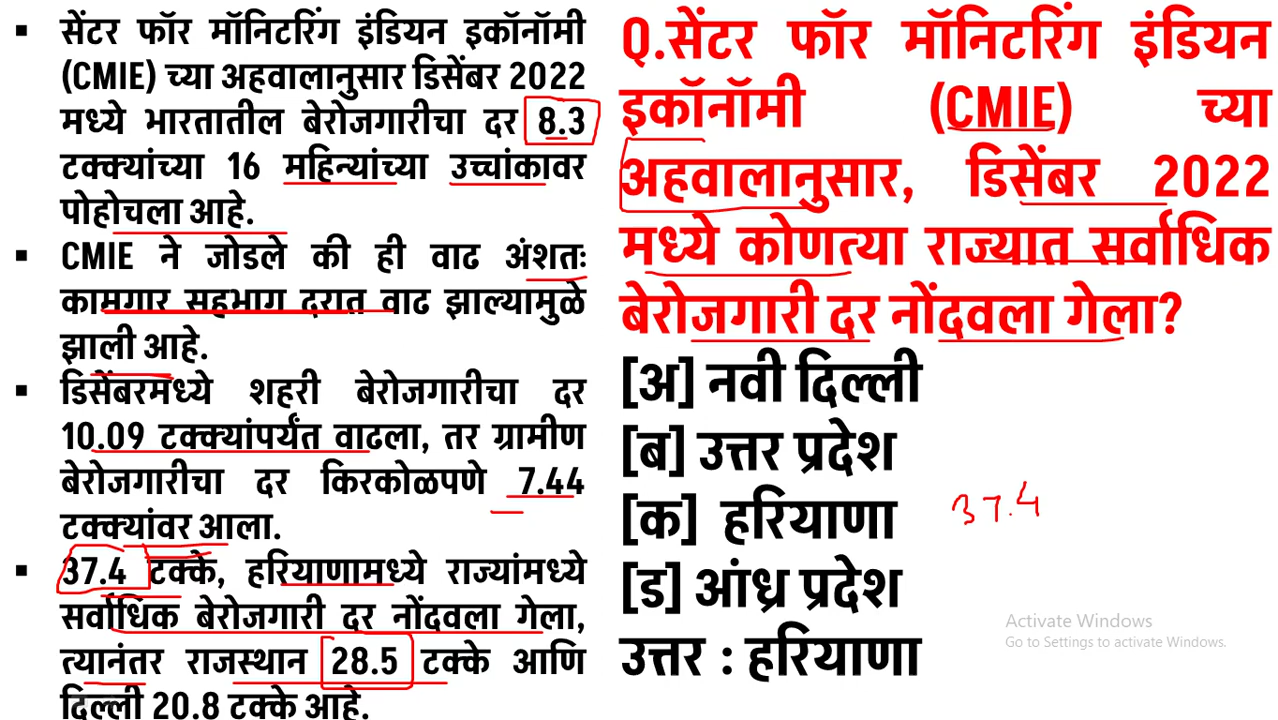 ▪ सेंटर फॉर मॉनिटरिंग इंडियन इकॉनॉमी
(CMIE) च्या अहवालानुसार डिसेंबर 2022
मध्ये भारतातील बेरोजगारीचा दर 8.3
टक्क्यांच्या 16 महिन्यांच्या उच्चांकावर
पोहोचला आहे.
▪ CMIE ने जोडले की ही वाढ अंशतः
कामगार सहभाग दरात वाढ झाल्यामुळे
झाली आहे.
▪ डिसेंबरमध्ये शहरी बेरोजगारीचा दर
10.09 टक्क्यांपर्यंत वाढला, तर ग्रामीण
बेरोजगारीचा दर किरकोळपणे 7.44
टक्क्यांवर आला.
▪ 37.4 टक्के, हरियाणामध्ये राज्यांमध्ये
सर्वाधिक बेरोजगारी दर नोंदवला गेला,
त्यानंतर राजस्थान 28.5 टक्के आणि
दिल्ली 20.8 टक्के आहे.
Q.सेंटर फॉर मॉनिटरिंग इंडियन
इकॉनॉमी (CMIE) च्या
अहवालानुसार, डिसेंबर 2022
मध्ये कोणत्या राज्यात सर्वाधिक
बेरोजगारी दर नोंदवला गेला?
[अ] नवी दिल्ली
[ब] उत्तर प्रदेश
[क] हरियाणा 37.4
[ड] आंध्र प्रदेश
उत्तर : हरियाणा
Activate Windows
Go to Settings to activate Windows.